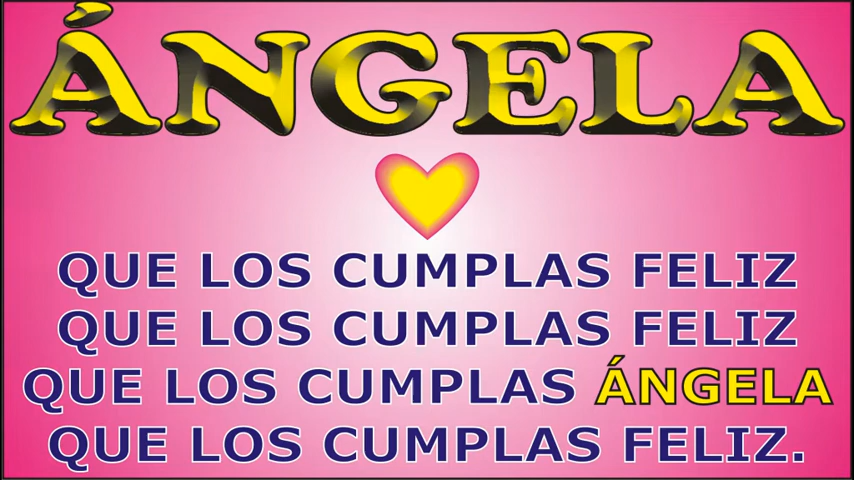 ÁNGELA
QUE LOS CUMPLAS FELIZ
QUE LOS CUMPLAS FELIZ
QUE LOS CUMPLAS ÁNGELA
QUE LOS CUMPLAS FELIZ.